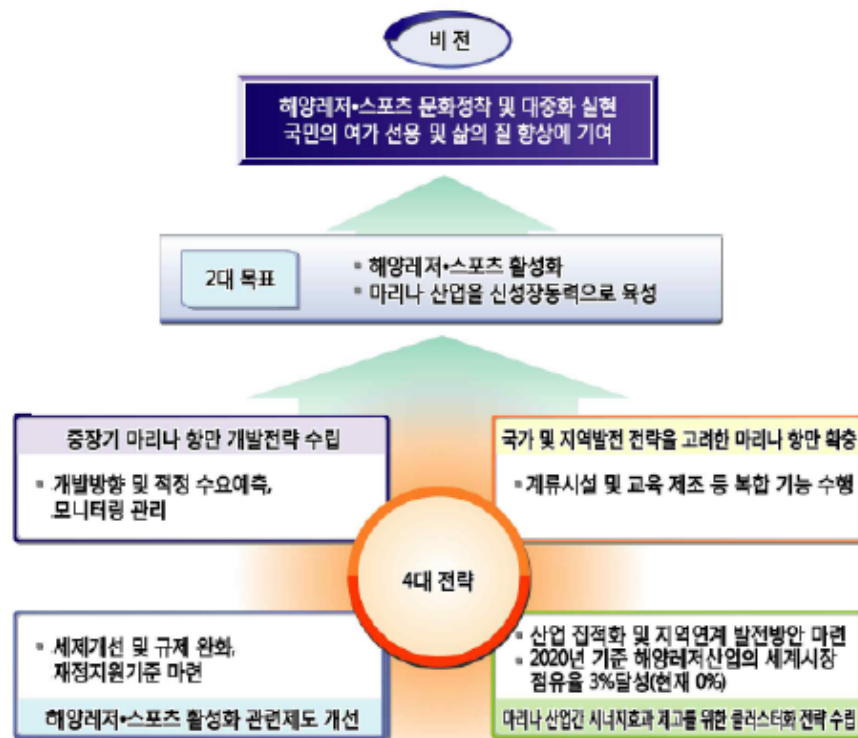 비 전
해양레저•스포츠 문화정착 및 대중화 실현
국민의 여가 선용 및 삶의 질 향상에 기여
2대 목표
▪ 해양레저•스포츠 활성화
▪ 마리나 산업을 신성장동력으로 육성
중장기 마리나 항만 개발전략 수립
▪ 개발방향 및 적정 수요예측,
모니터링 관리
국가 및 지역발전 전략을 고려한 마리나 항만 확충
▪ 계류시설 및 교육 제조 등 복합 기능 수행
4대 전략
▪ 세제개선 및 규제 완화,
재정지원기준 마련
해양레저•스포츠 활성화 관련제도 개선
▪ 산업 집적화 및 지역연계 발전방안 마련
▪ 2020년 기준 해양레저산업의 세계시장
점유율 3%달성(현재 0%)
마리나 산업간 시너지효과 제고를 위한 클러스터화 전략 수립